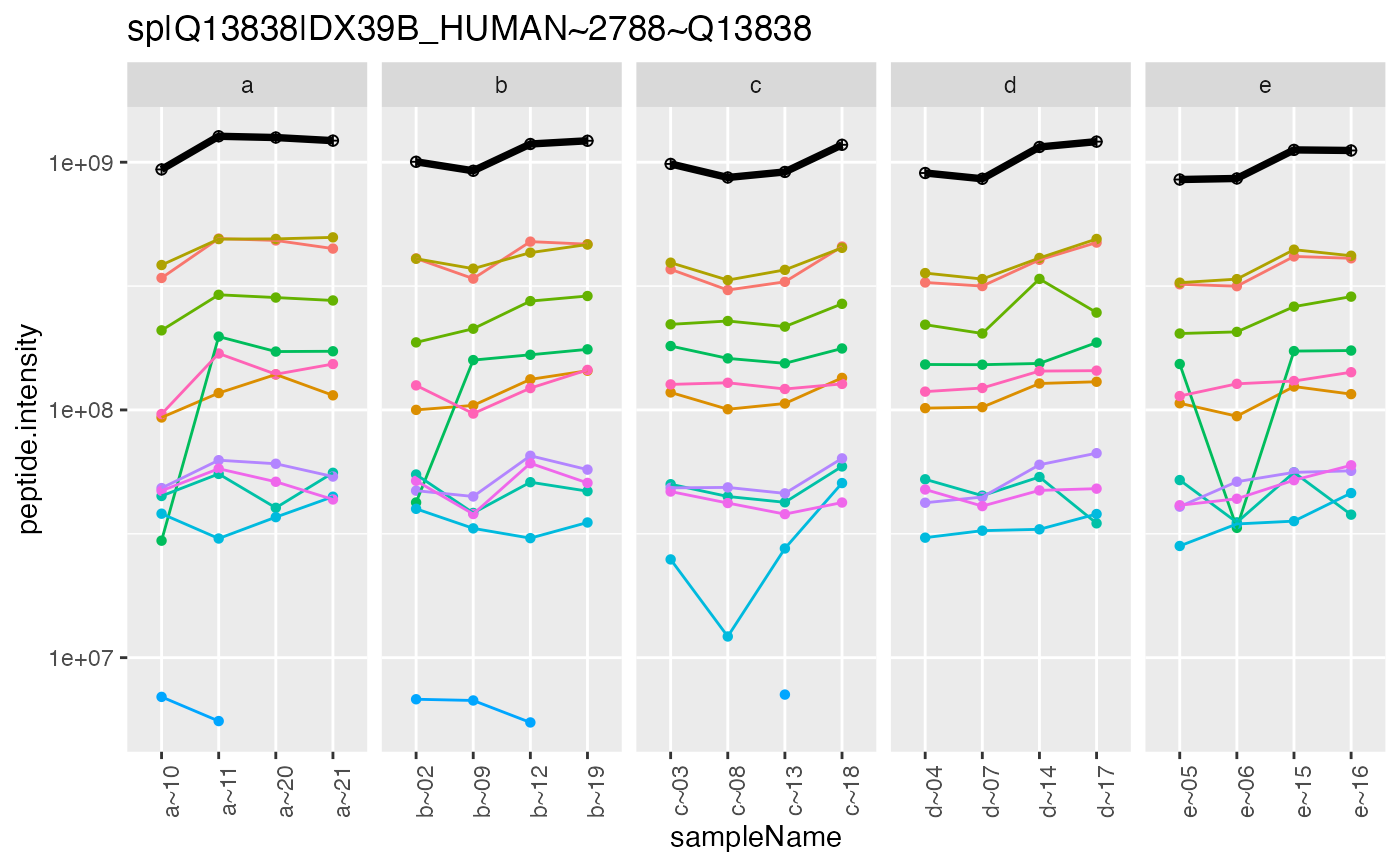 sp|Q13838|DX39B_HUMAN~2788~Q13838
a b c d e
peptide.intensity
1e+09
1e+08
1e+07
a~10 a~11 a~20 a~21 b~02 b~09 b~12 b~19 c~03 c~08 c~13 c~18 d~04 d~07 d~14 d~17 e~05 e~06 e~15 e~16
sampleName